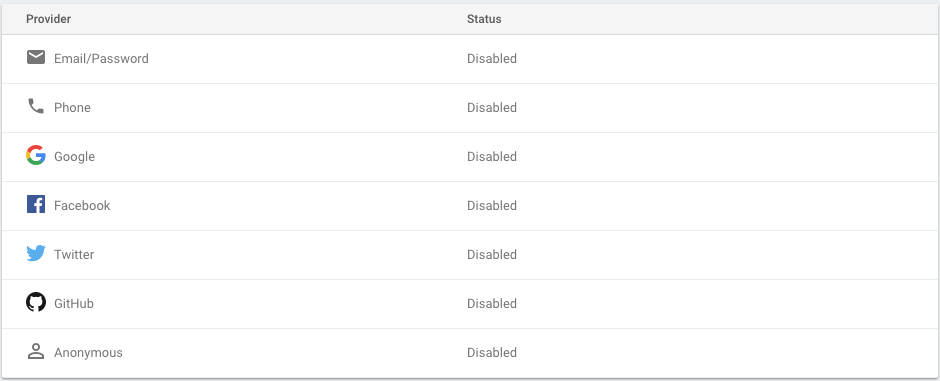 Provider Status
Email/Password Disabled
Phone Disabled
Google Disabled
Facebook Disabled
Twitter Disabled
GitHub Disabled
Anonymous Disabled